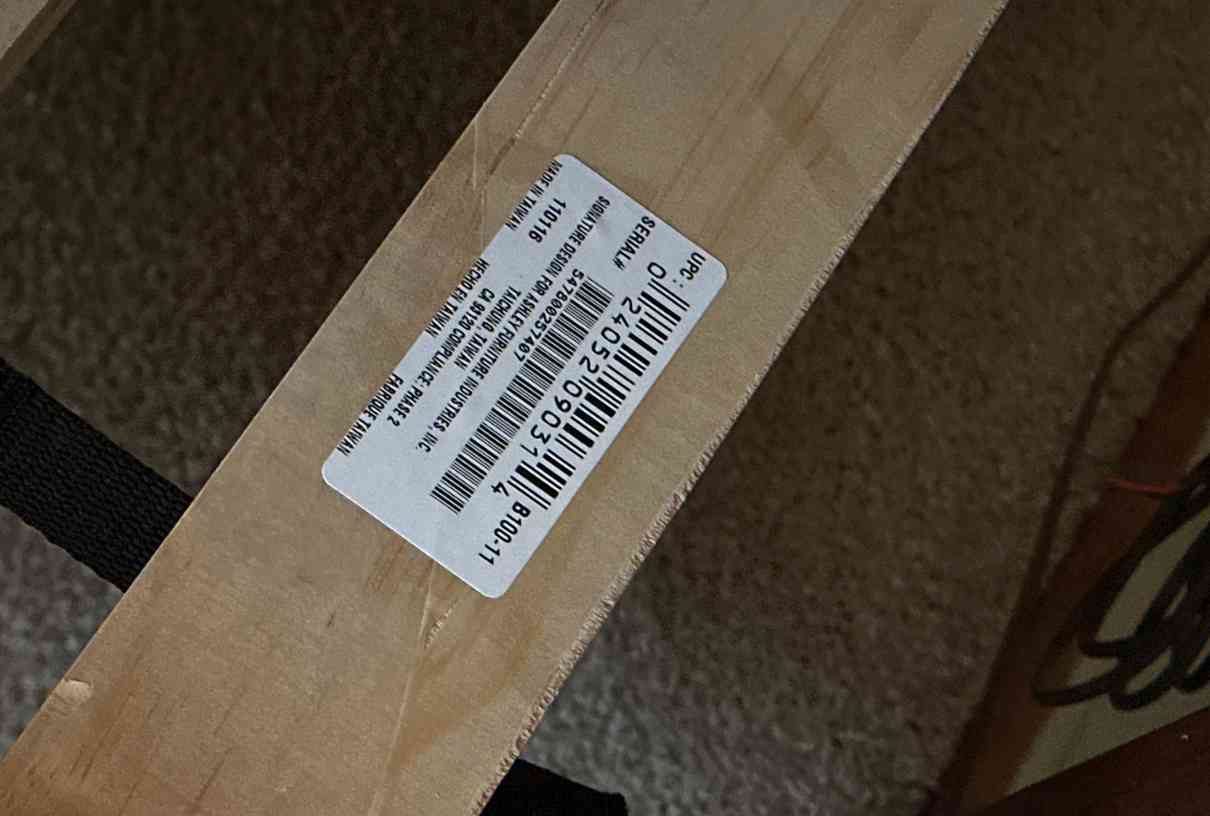 UPC: 0 24052 09031 4 B100-11
SERIAL# 547800257407
SIGNATURE DESIGN FOR ASHLEY FURNITURE INDUSTRIES, INC.
TAICHUNG, TAIWAN
110116 CA 93120 COMPLIANCE: PHASE 2
MADE IN TAIWAN HECHO EN TAIWAN FABRIQUE TAIWAN